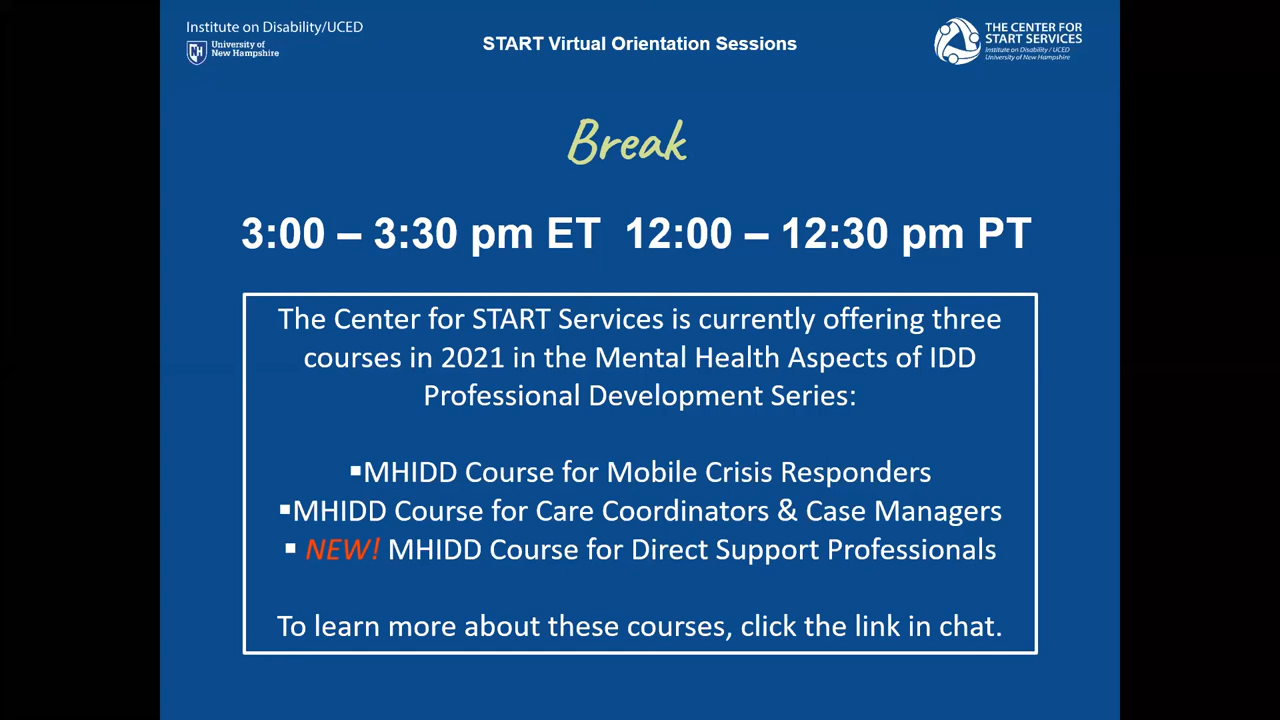 Institute on Disability/UCED
University of
New Hampshire
START Virtual Orientation Sessions
THE CENTER FOR
START SERVICES
Institute on Disability / UCED
University of New Hampshire
Break
3:00 – 3:30 pm ET 12:00 – 12:30 pm PT
The Center for START Services is currently offering three
courses in 2021 in the Mental Health Aspects of IDD
Professional Development Series:
▪MHIDD Course for Mobile Crisis Responders
▪MHIDD Course for Care Coordinators & Case Managers
▪ NEW! MHIDD Course for Direct Support Professionals
To learn more about these courses, click the link in chat.